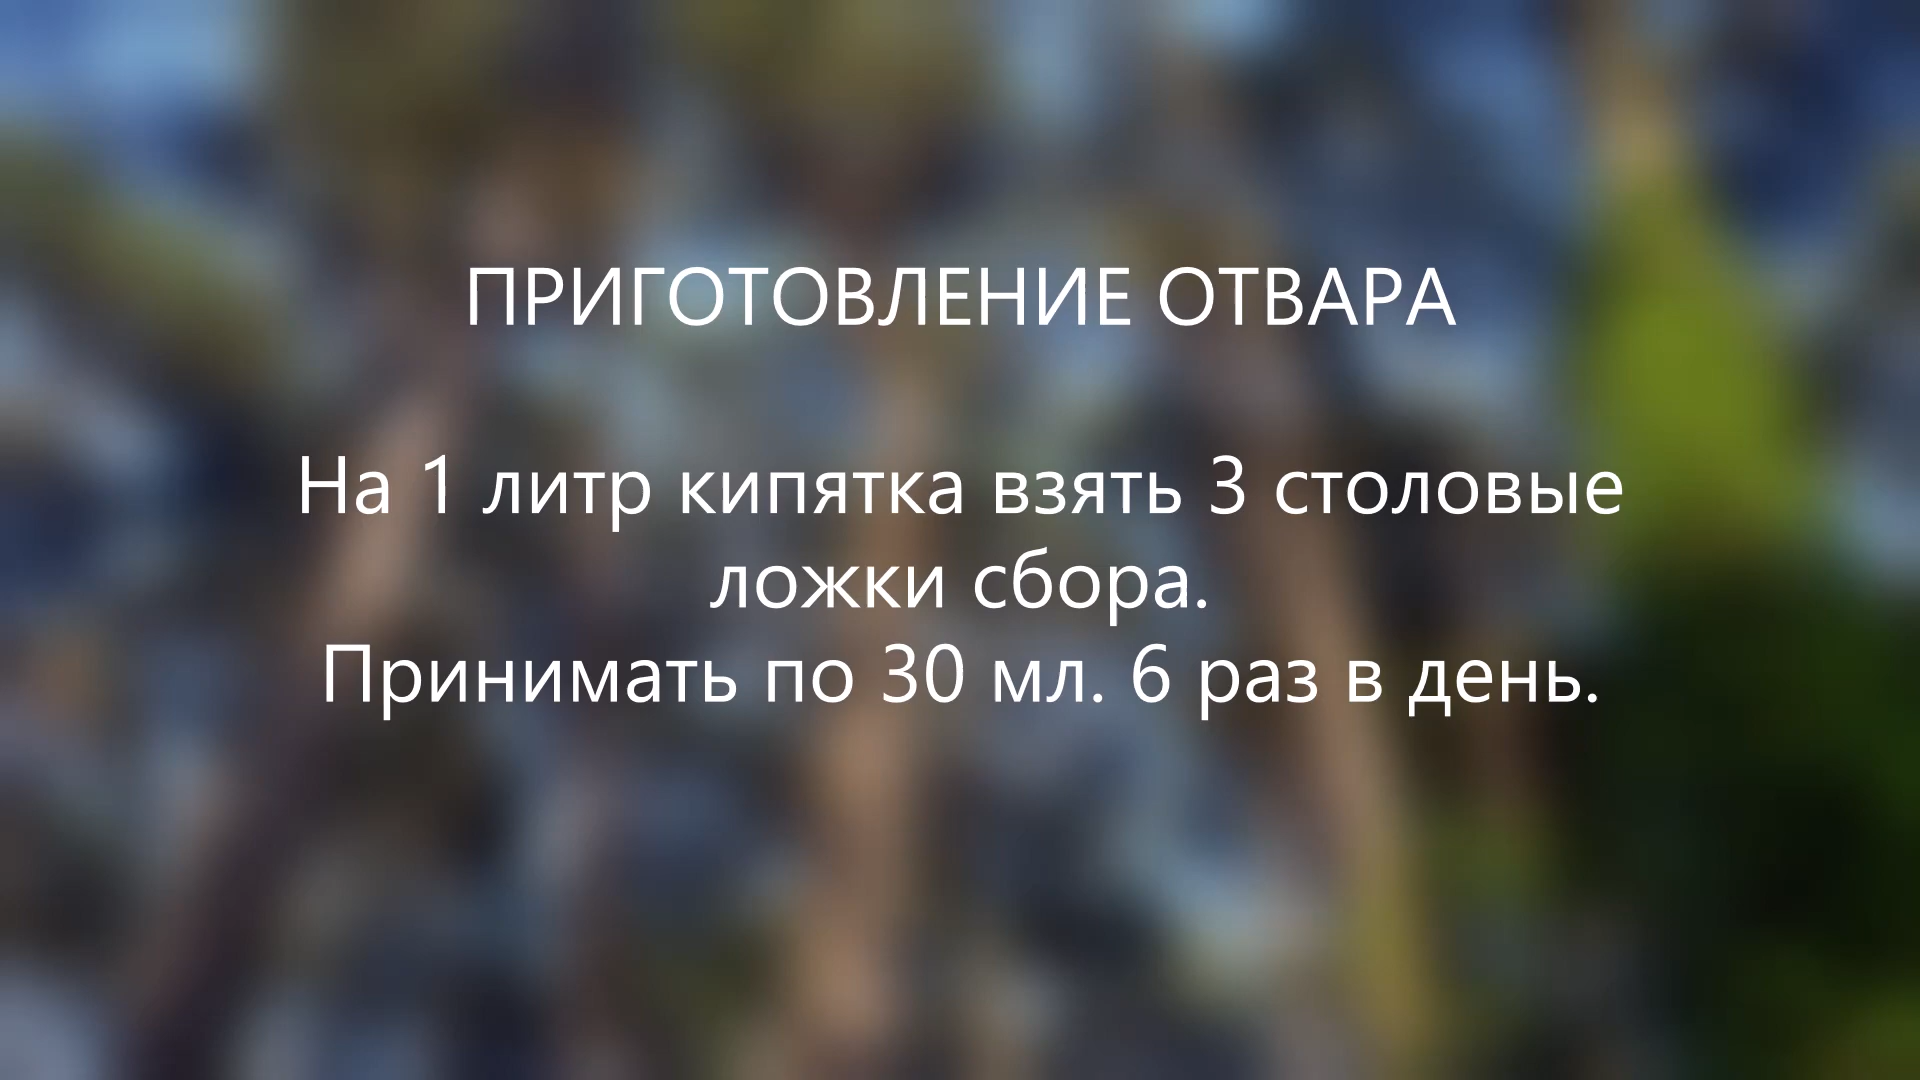 ПРИГОТОВЛЕНИЕ ОТВАРА
На 1 литр кипятка взять 3 столовые
ложки сбора.
Принимать по 30 мл. 6 раз в день.